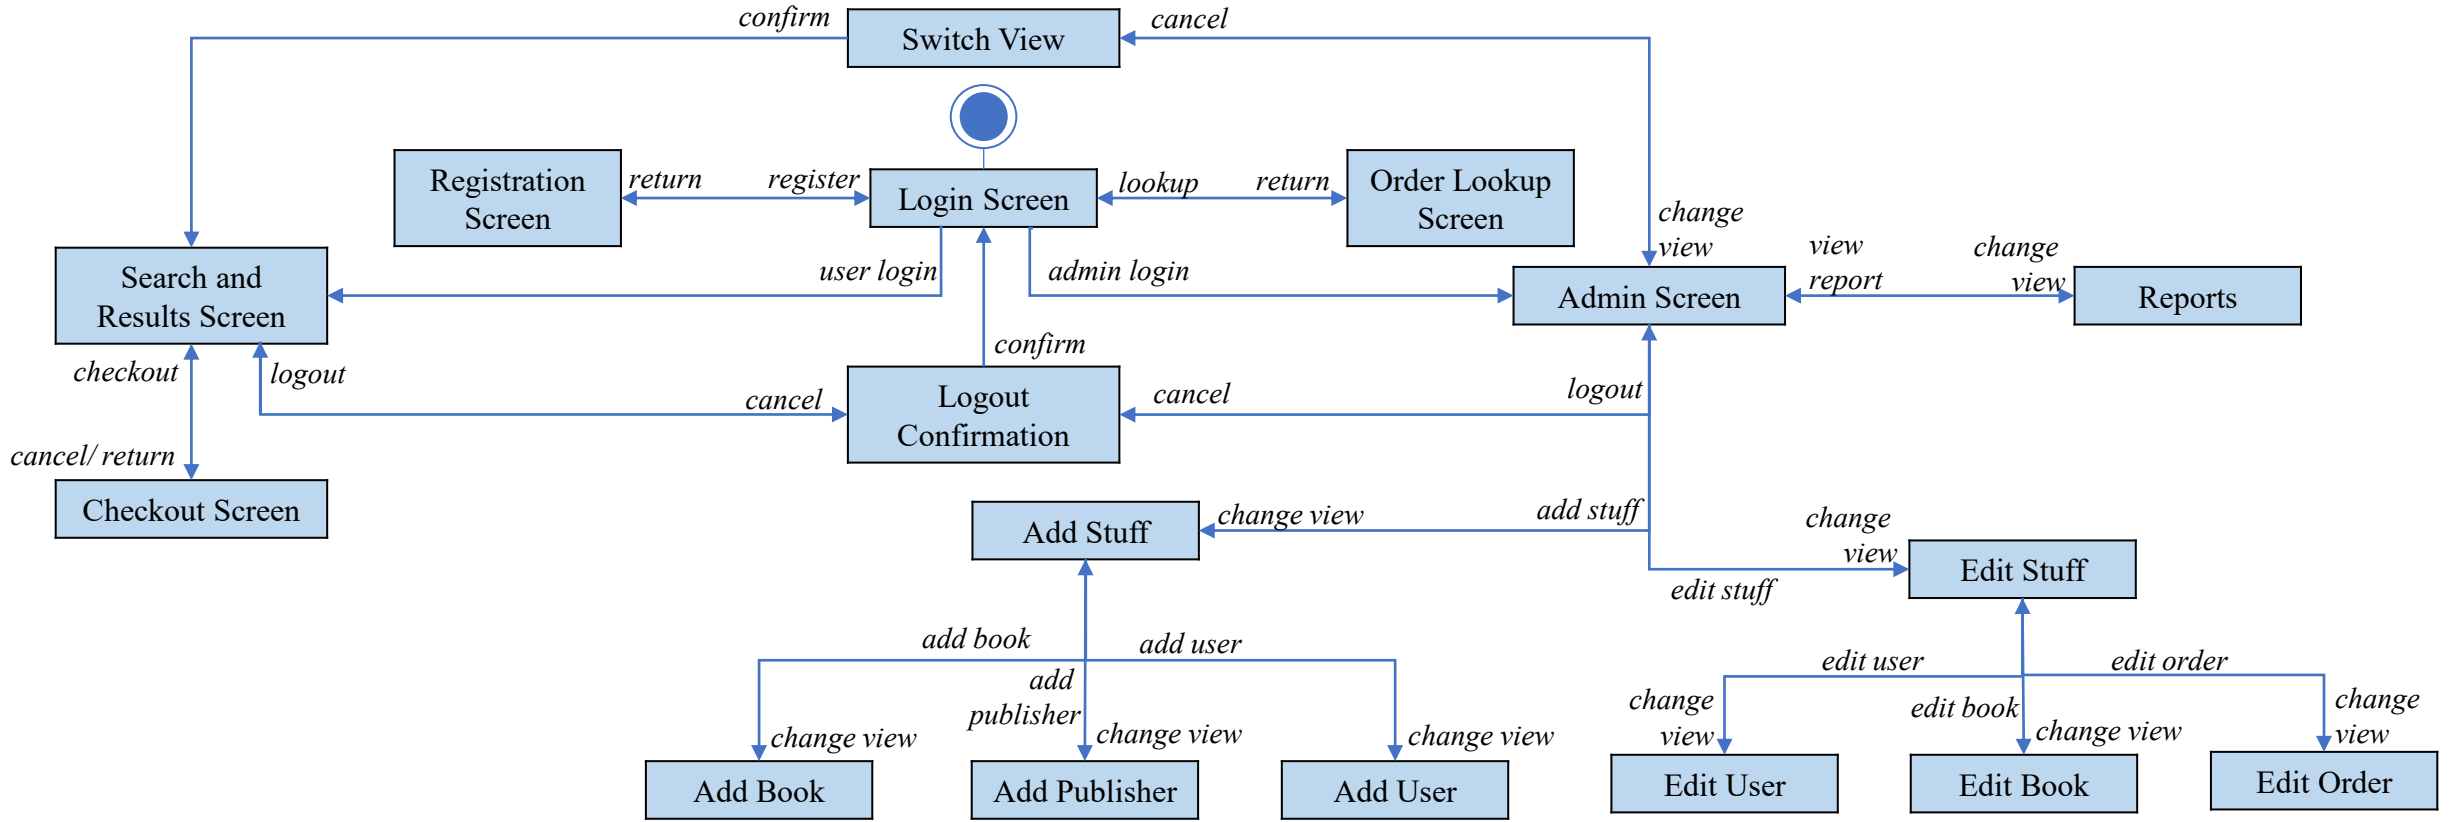 confirm
Switch View
cancel
Registration
Screen
return
register
Login Screen
lookup
return
Order Lookup
Screen
change
view
view
report
change
view
Search and
Results Screen
user login
admin login
Admin Screen
Reports
checkout
logout
confirm
cancel
Logout
Confirmation
cancel
logout
cancel/ return
Checkout Screen
Add Stuff
change view
add stuff
change
view
Edit Stuff
edit stuff
add book
add user
add
publisher
edit user
edit order
change
view
edit book
change view
change
view
change view
change view
change view
Add Book
Add Publisher
Add User
Edit User
Edit Book
Edit Order